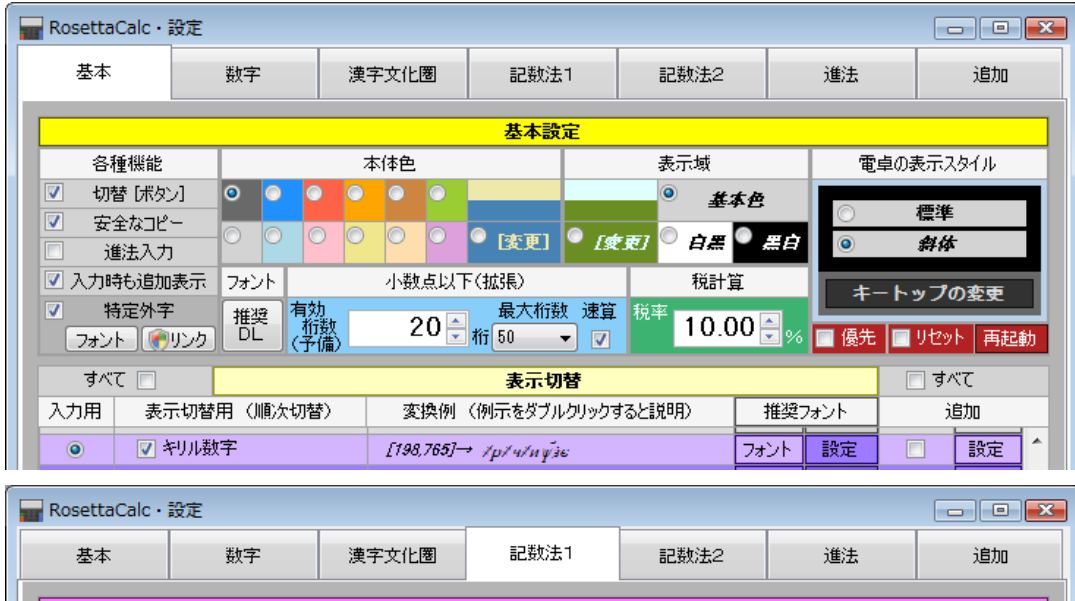 RosettaCalc・設定
基本 数字 漢字文化圏 記数法1 記数法2 進法 追加
基本設定
各種機能 本体色 表示域 電卓の表示スタイル
切替 [ボタン]
安全なコピー
進法入力
入力時も追加表示
特定外字
フォント リンク
[変更] [変更]
基本色
白黒 黒白
標準
斜体
キートップの変更
フォント 小数点以下(拡張) 税計算
推奨
DL
有効
桁数
(予備)
20 桁
最大桁数 速算
50
税率 10.00 %
優先 リセット 再起動
すべて 表示切替 すべて
入力用 表示切替用 (順次切替) 変換例 (例示をダブルクリックすると説明) 推奨フォント 追加
キリル数字 [198,765]→ フォント 設定 設定
RosettaCalc・設定
基本 数字 漢字文化圏 記数法1 記数法2 進法 追加